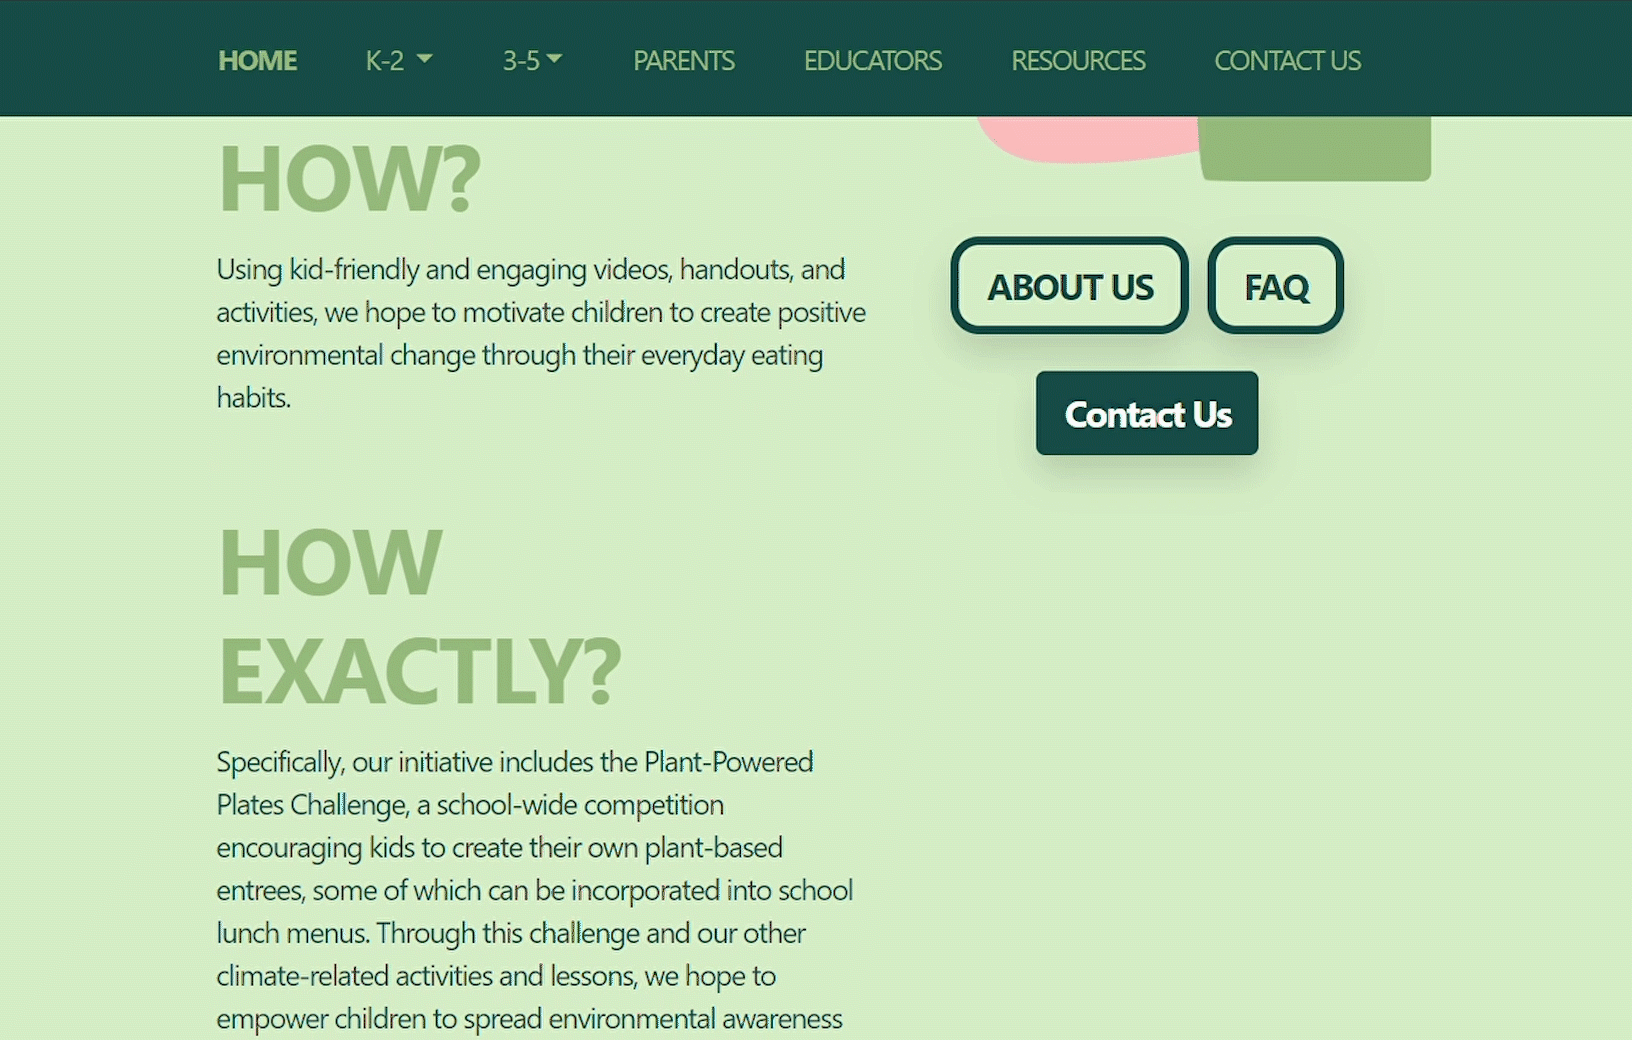 HOME K-2 3-5 PARENTS EDUCATORS RESOURCES CONTACT US
HOW?
Using kid-friendly and engaging videos, handouts, and
activities, we hope to motivate children to create positive
environmental change through their everyday eating
habits.
ABOUT US FAQ
Contact Us
HOW
EXACTLY?
Specifically, our initiative includes the Plant-Powered
Plates Challenge, a school-wide competition
encouraging kids to create their own plant-based
entrees, some of which can be incorporated into school
lunch menus. Through this challenge and our other
climate-related activities and lessons, we hope to
empower children to spread environmental awareness